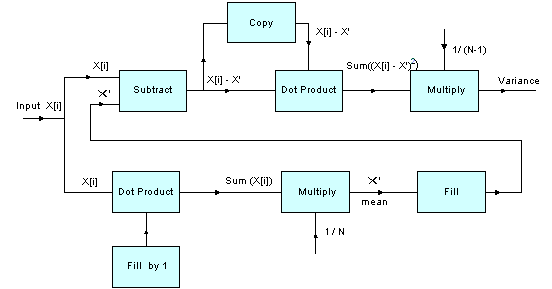 Copy
X[i] - X'
X[i] - X'
1/ (N-1)
Sum((X[i] - X')^2)
Variance
X[i]
X'
Input X[i]
Subtract
Dot Product
Multiply
X[i]
Dot Product
Sum (X[i])
Multiply
X'
mean
Fill
1 / N
Fill by 1